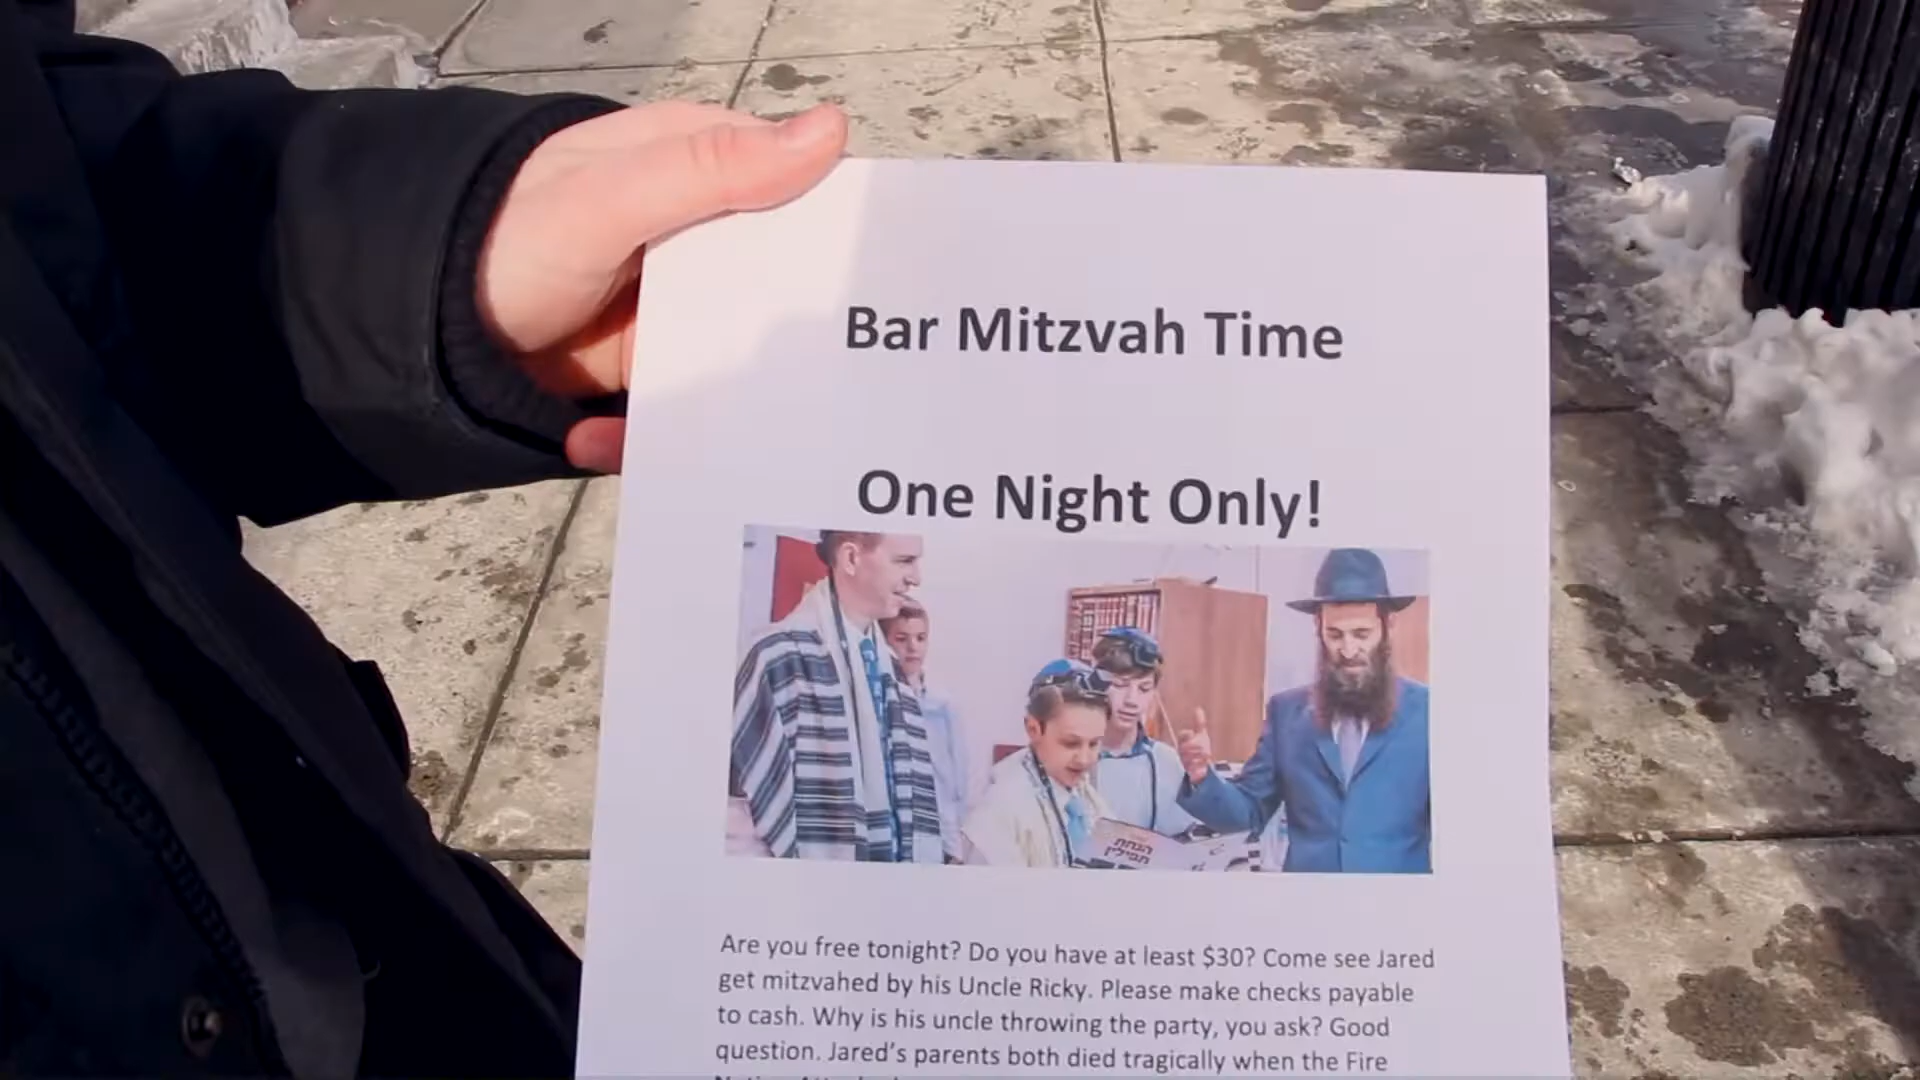 Bar Mitzvah Time
One Night Only!
הנחת
תפילין
Are you free tonight? Do you have at least $30? Come see Jared
get mitzvahed by his Uncle Ricky. Please make checks payable
to cash. Why is his uncle throwing the party, you ask? Good
question. Jared's parents both died tragically when the Fire